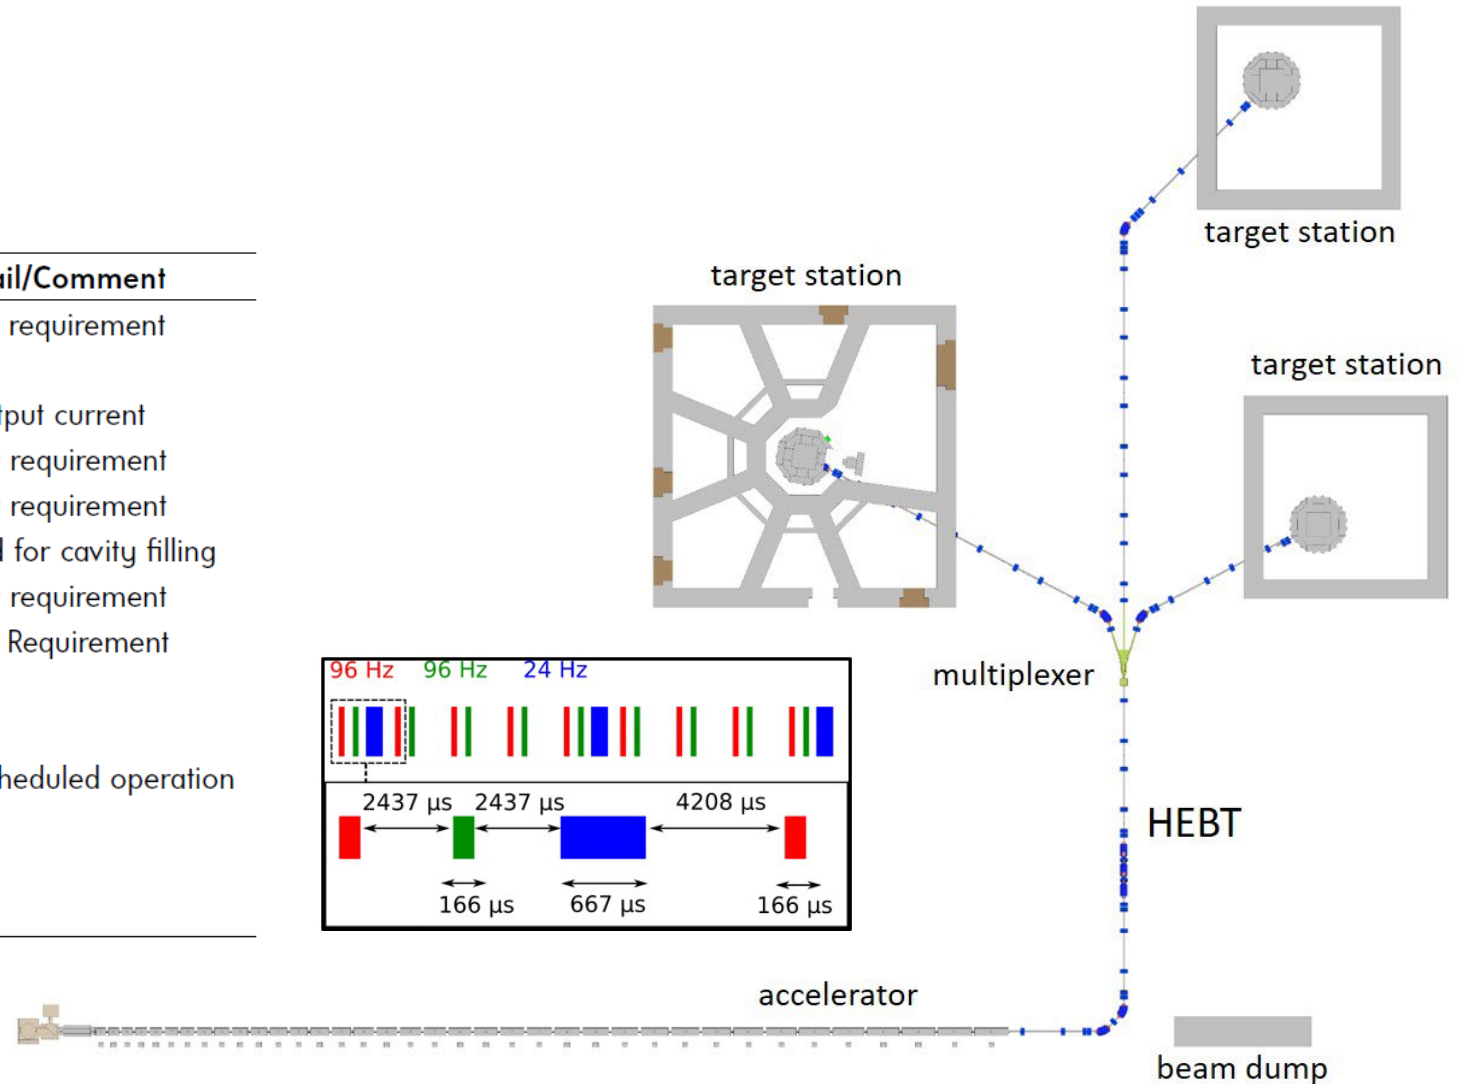 ail/Comment
requirement
tput current
requirement
requirement
d for cavity filling
requirement
Requirement
heduled operation
target station
target station
target station
multiplexer
HEBT
96 Hz 96 Hz 24 Hz
2437 µs 2437 µs 4208 µs
166 µs 667 µs 166 µs
accelerator
beam dump